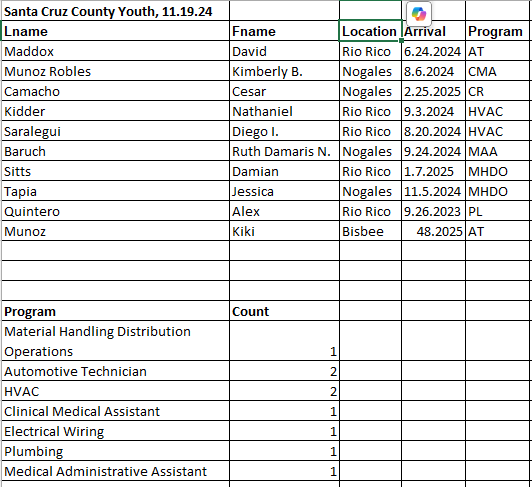 Santa Cruz County Youth, 11.19.24
Lname Fname Location Arrival Program
Maddox David Rio Rico 6.24.2024 AT
Munoz Robles Kimberly B. Nogales 8.6.2024 CMA
Camacho Cesar Nogales 2.25.2025 CR
Kidder Nathaniel Rio Rico 9.3.2024 HVAC
Saralegui Diego I. Rio Rico 8.20.2024 HVAC
Baruch Ruth Damaris N. Nogales 9.24.2024 MAA
Sitts Damian Rio Rico 1.7.2025 MHDO
Tapia Jessica Nogales 11.5.2024 MHDO
Quintero Alex Rio Rico 9.26.2023 PL
Munoz Kiki Bisbee 48.2025 AT
Program Count
Material Handling Distribution
Operations 1
Automotive Technician 2
HVAC 2
Clinical Medical Assistant 1
Electrical Wiring 1
Plumbing 1
Medical Administrative Assistant 1